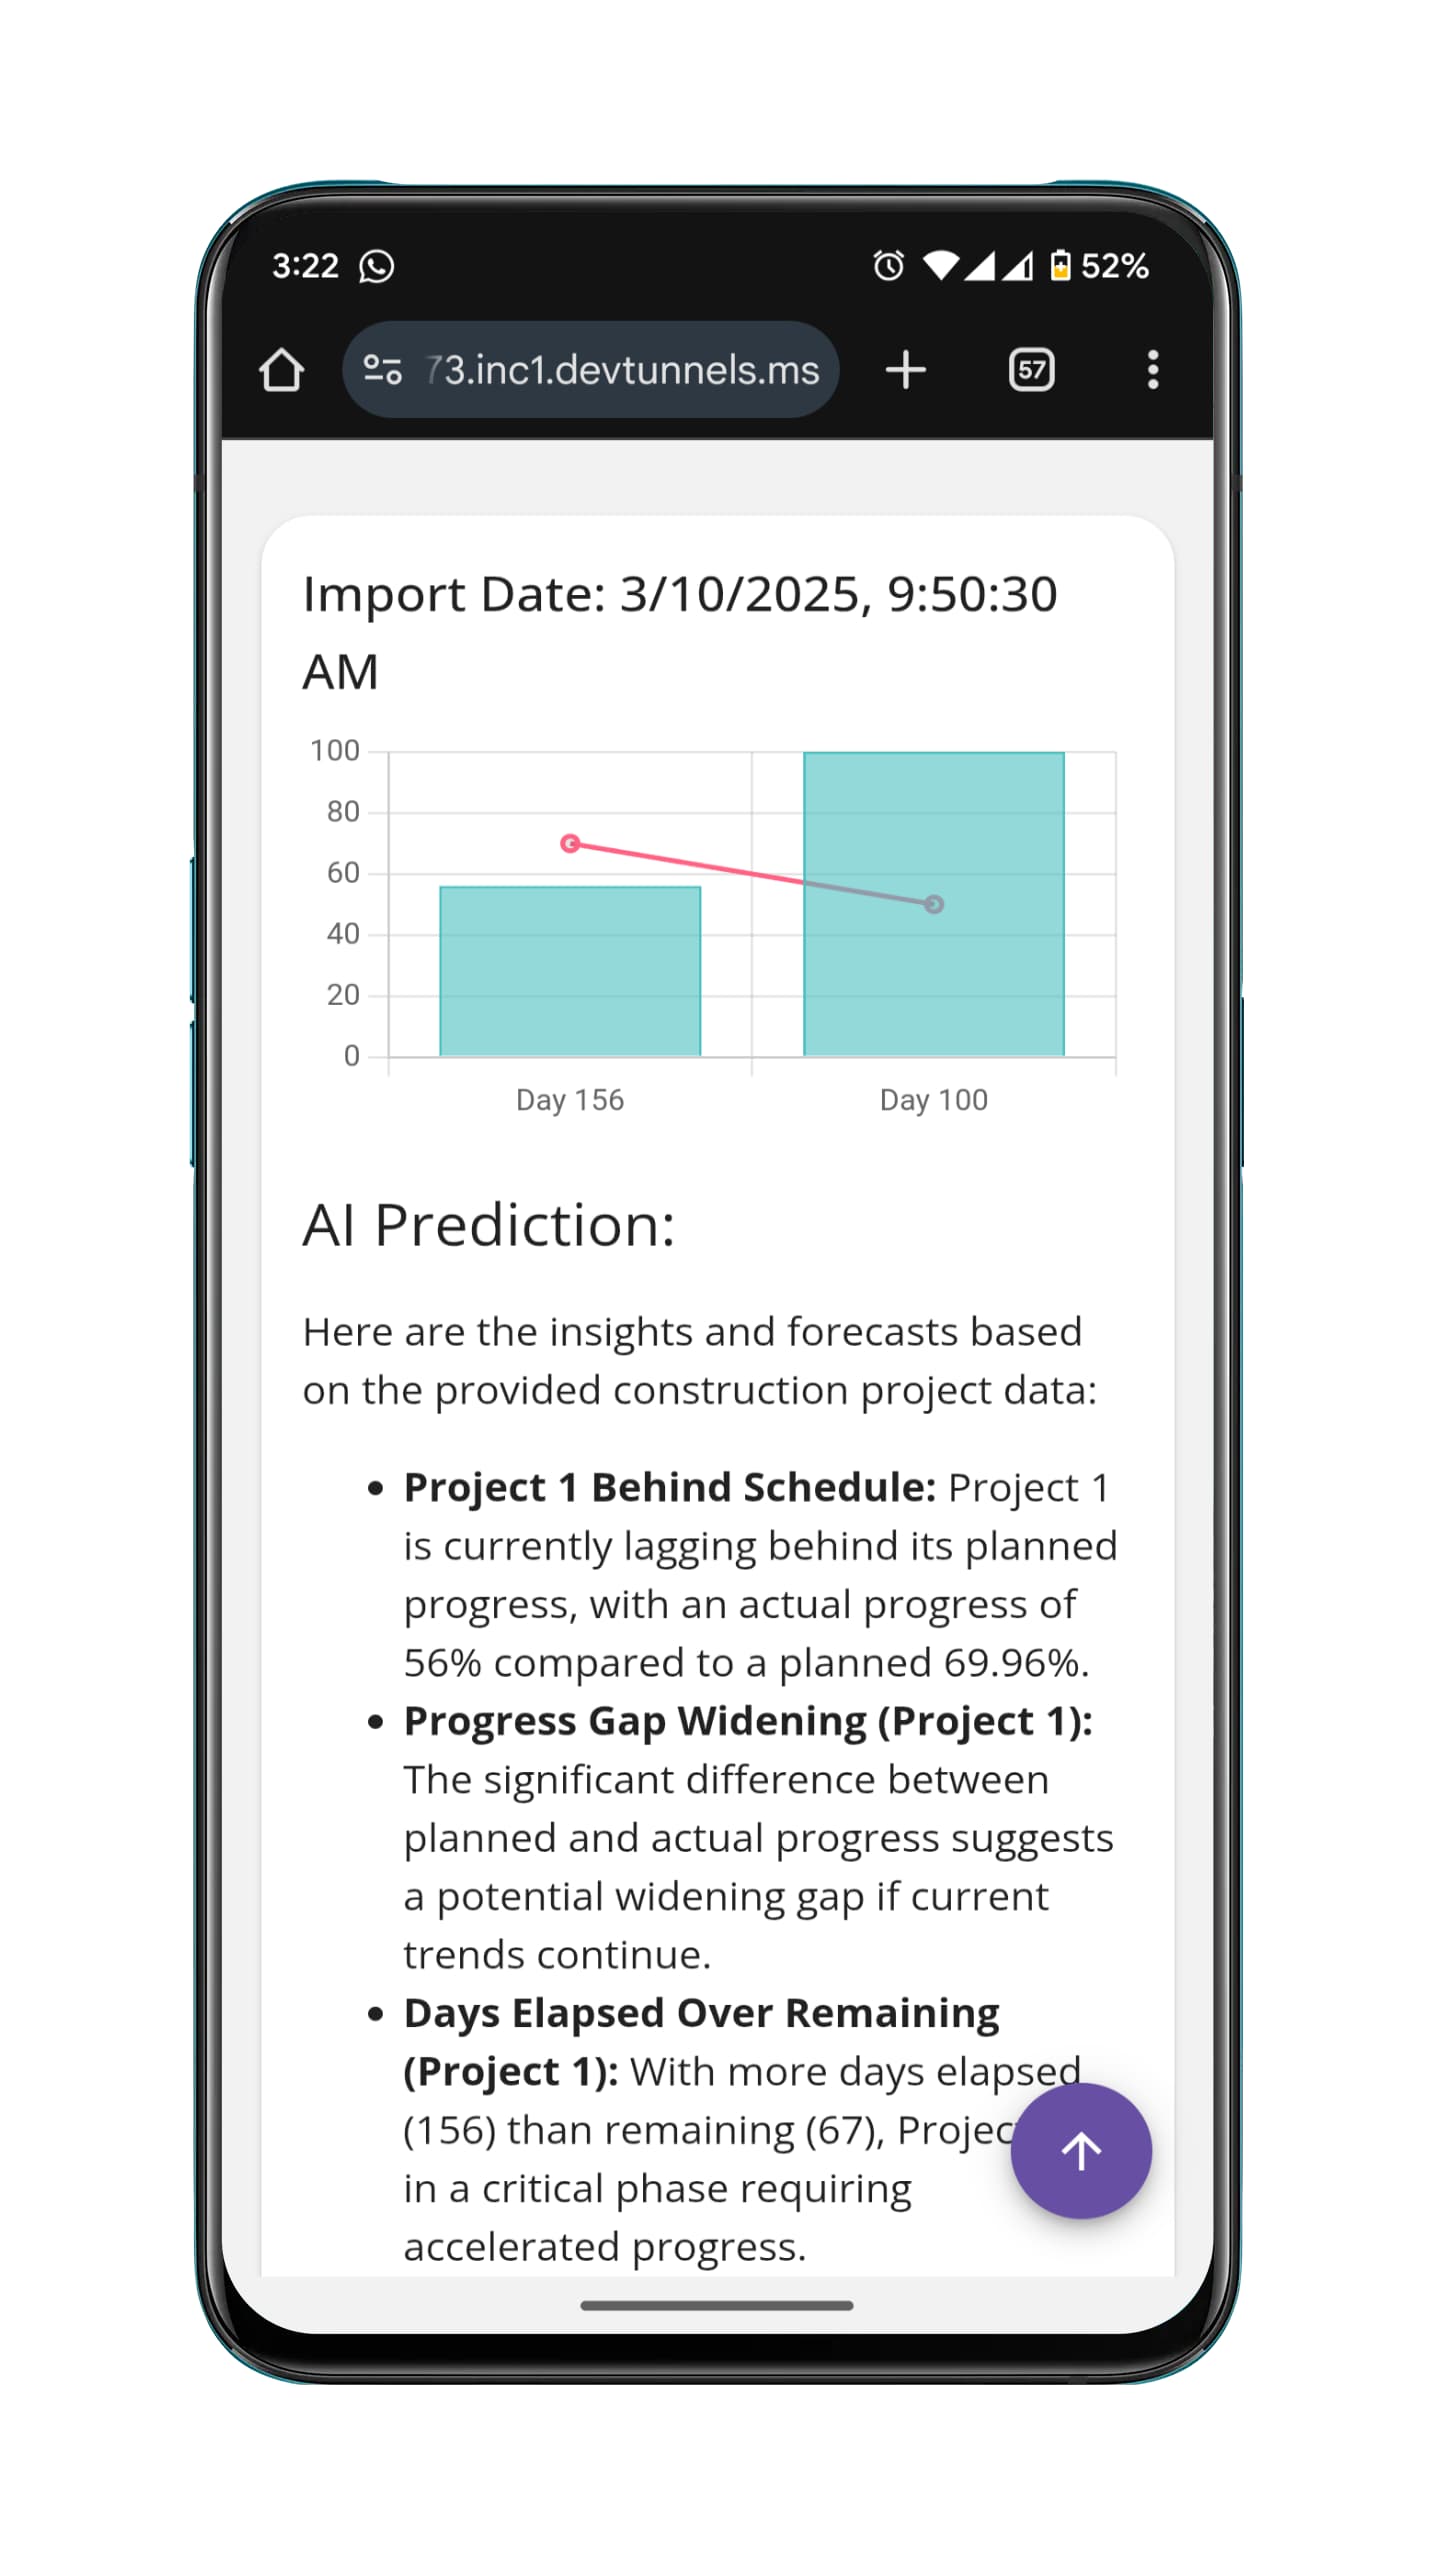 3:22
52%
73.inc1.devtunnels.ms
57
Import Date: 3/10/2025, 9:50:30
AM
100
80
60
40
20
0
Day 156
Day 100
AI Prediction:
Here are the insights and forecasts based
on the provided construction project data:
• Project 1 Behind Schedule: Project 1
is currently lagging behind its planned
progress, with an actual progress of
56% compared to a planned 69.96%.
• Progress Gap Widening (Project 1):
The significant difference between
planned and actual progress suggests
a potential widening gap if current
trends continue.
• Days Elapsed Over Remaining
(Project 1): With more days elapsed
(156) than remaining (67), Projec
in a critical phase requiring
accelerated progress.